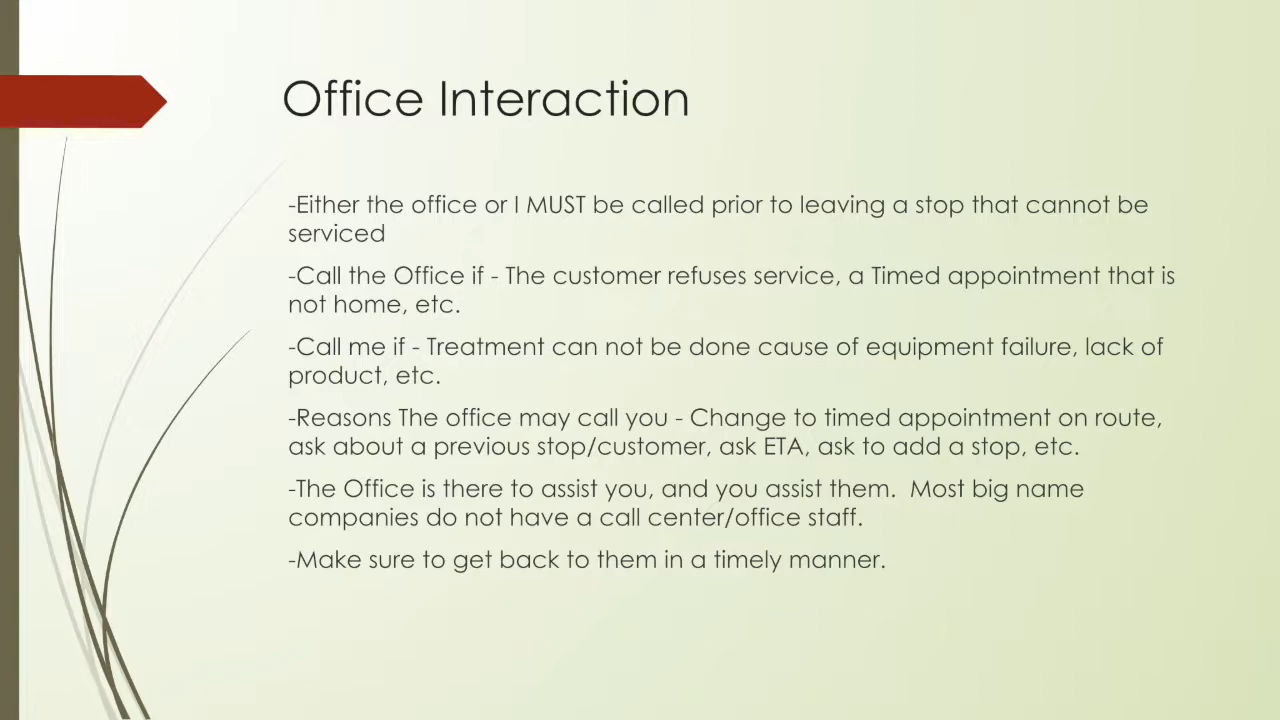 Office Interaction
-Either the office or I MUST be called prior to leaving a stop that cannot be
serviced
-Call the Office if - The customer refuses service, a Timed appointment that is
not home, etc.
-Call me if - Treatment can not be done cause of equipment failure, lack of
product, etc.
-Reasons The office may call you - Change to timed appointment on route,
ask about a previous stop/customer, ask ETA, ask to add a stop, etc.
-The Office is there to assist you, and you assist them.  Most big name
companies do not have a call center/office staff.
-Make sure to get back to them in a timely manner.